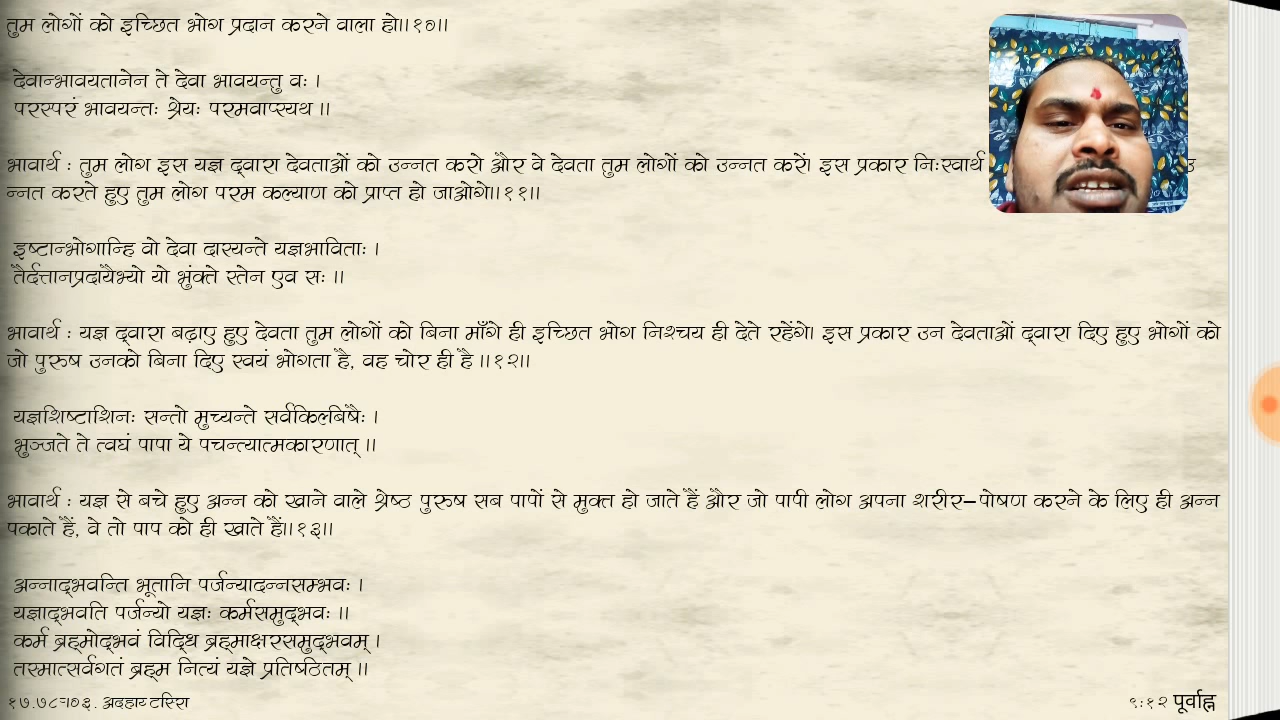 तुम लोगों को इच्छित भोग प्रदान करने वाला हो॥१०॥
देवान्भावयतानेन ते देवा भावयन्तु वः ।
परस्परं भावयन्तः श्रेयः परमवाप्स्यथ ॥
भावार्थ : तुम लोग इस यज्ञ द्वारा देवताओं को उन्नत करो और वे देवता तुम लोगों को उन्नत करें। इस प्रकार निःस्वार्थ उ
न्नत करते हुए तुम लोग परम कल्याण को प्राप्त हो जाओगे॥११॥
इष्टान्भोगान्हि वो देवा दास्यन्ते यज्ञभाविताः ।
तैर्दत्तानप्रदायैभ्यो यो भुंक्ते स्तेन एव सः ॥
भावार्थ : यज्ञ द्वारा बढ़ाए हुए देवता तुम लोगों को बिना माँगे ही इच्छित भोग निश्चय ही देते रहेंगे। इस प्रकार उन देवताओं द्वारा दिए हुए भोगों को
जो पुरुष उनको बिना दिए स्वयं भोगता है, वह चोर ही है ॥१२॥
यज्ञशिष्टाशिनः सन्तो मुच्यन्ते सर्वकिल्बिषैः ।
भुञ्जते ते त्वघं पापा ये पचन्त्यात्मकारणात् ॥
भावार्थ : यज्ञ से बचे हुए अन्न को खाने वाले श्रेष्ठ पुरुष सब पापों से मुक्त हो जाते हैं और जो पापी लोग अपना शरीर-पोषण करने के लिए ही अन्न
पकाते हैं, वे तो पाप को ही खाते हैं॥१३॥
अन्नाद्भवन्ति भूतानि पर्जन्यादन्नसम्भवः ।
यज्ञाद्भवति पर्जन्यो यज्ञः कर्मसमुद्भवः ॥
कर्म ब्रह्मोद्भवं विद्धि ब्रह्माक्षरसमुद्भवम् ।
तस्मात्सर्वगतं ब्रह्म नित्यं यज्ञे प्रतिष्ठितम् ॥
९:१२ पूर्वाह्न